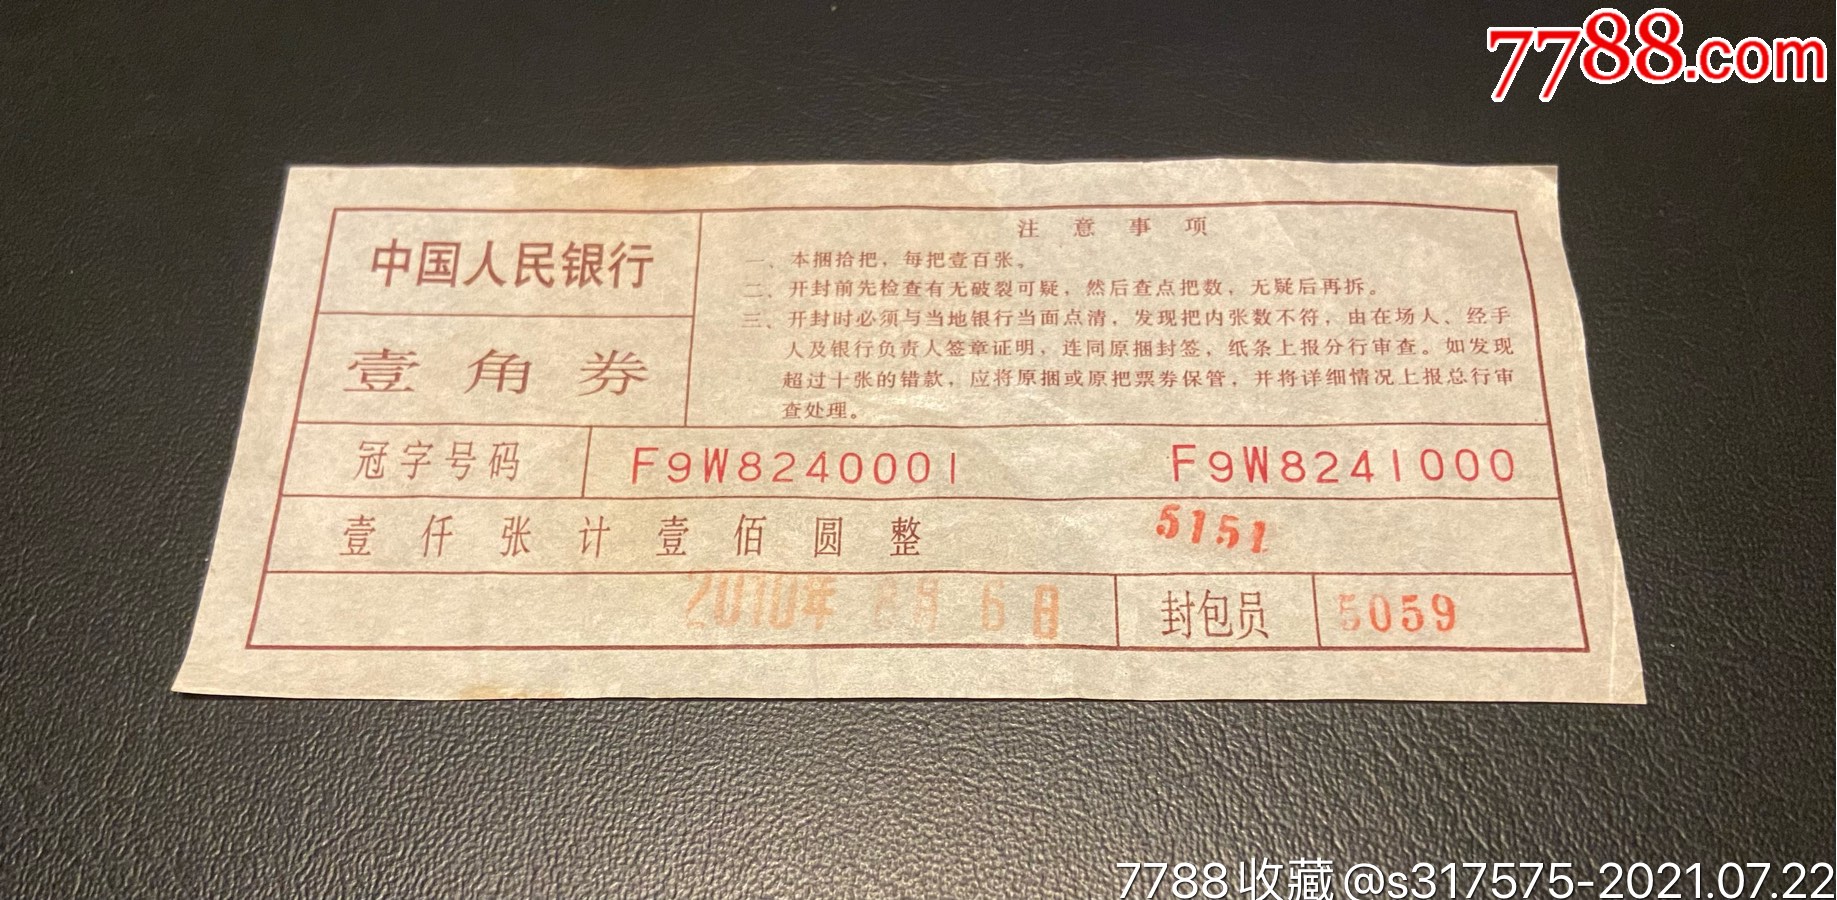 7788.com
中国人民银行
壹角券
注意事项
一、本捆拾把，每把壹百张。
二、开封前先检查有无破裂可疑，然后查点把数，无疑后再拆。
三、开封时必须与当地银行当面点清，发现把内张数不符，由在场人、经手
人及银行负责人签章证明，连同原捆封签，纸条上报分行审查。如发现
超过十张的错款，应将原捆或原把票券保管，并将详细情况上报总行审
查处理。
冠字号码 F9W8240001 F9W8241000
壹仟张计壹佰圆整 5151
2010年 月 6日 封包员 5059
7788收藏@s317575-2021.07.22